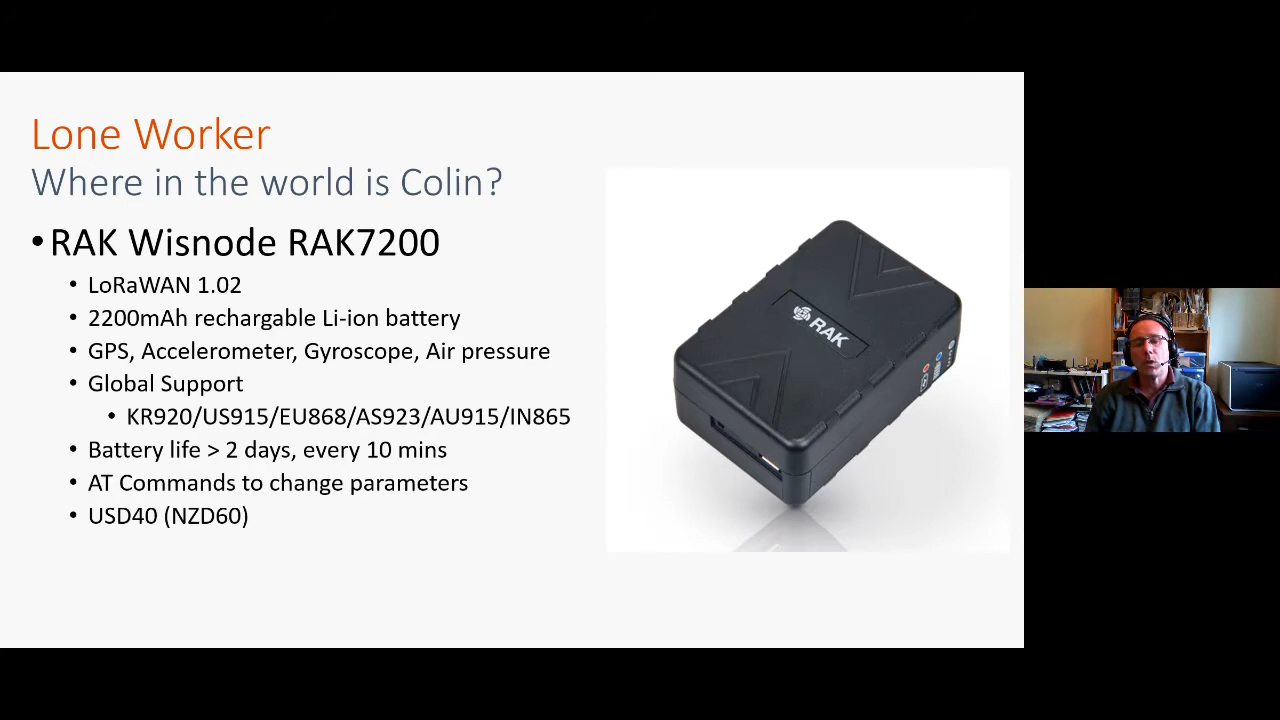 Lone Worker
Where in the world is Colin?
• RAK Wisnode RAK7200
• LoRaWAN 1.02
• 2200mAh rechargable Li-ion battery
• GPS, Accelerometer, Gyroscope, Air pressure
• Global Support
• KR920/US915/EU868/AS923/AU915/IN865
• Battery life > 2 days, every 10 mins
• AT Commands to change parameters
• USD40 (NZD60)
RAK